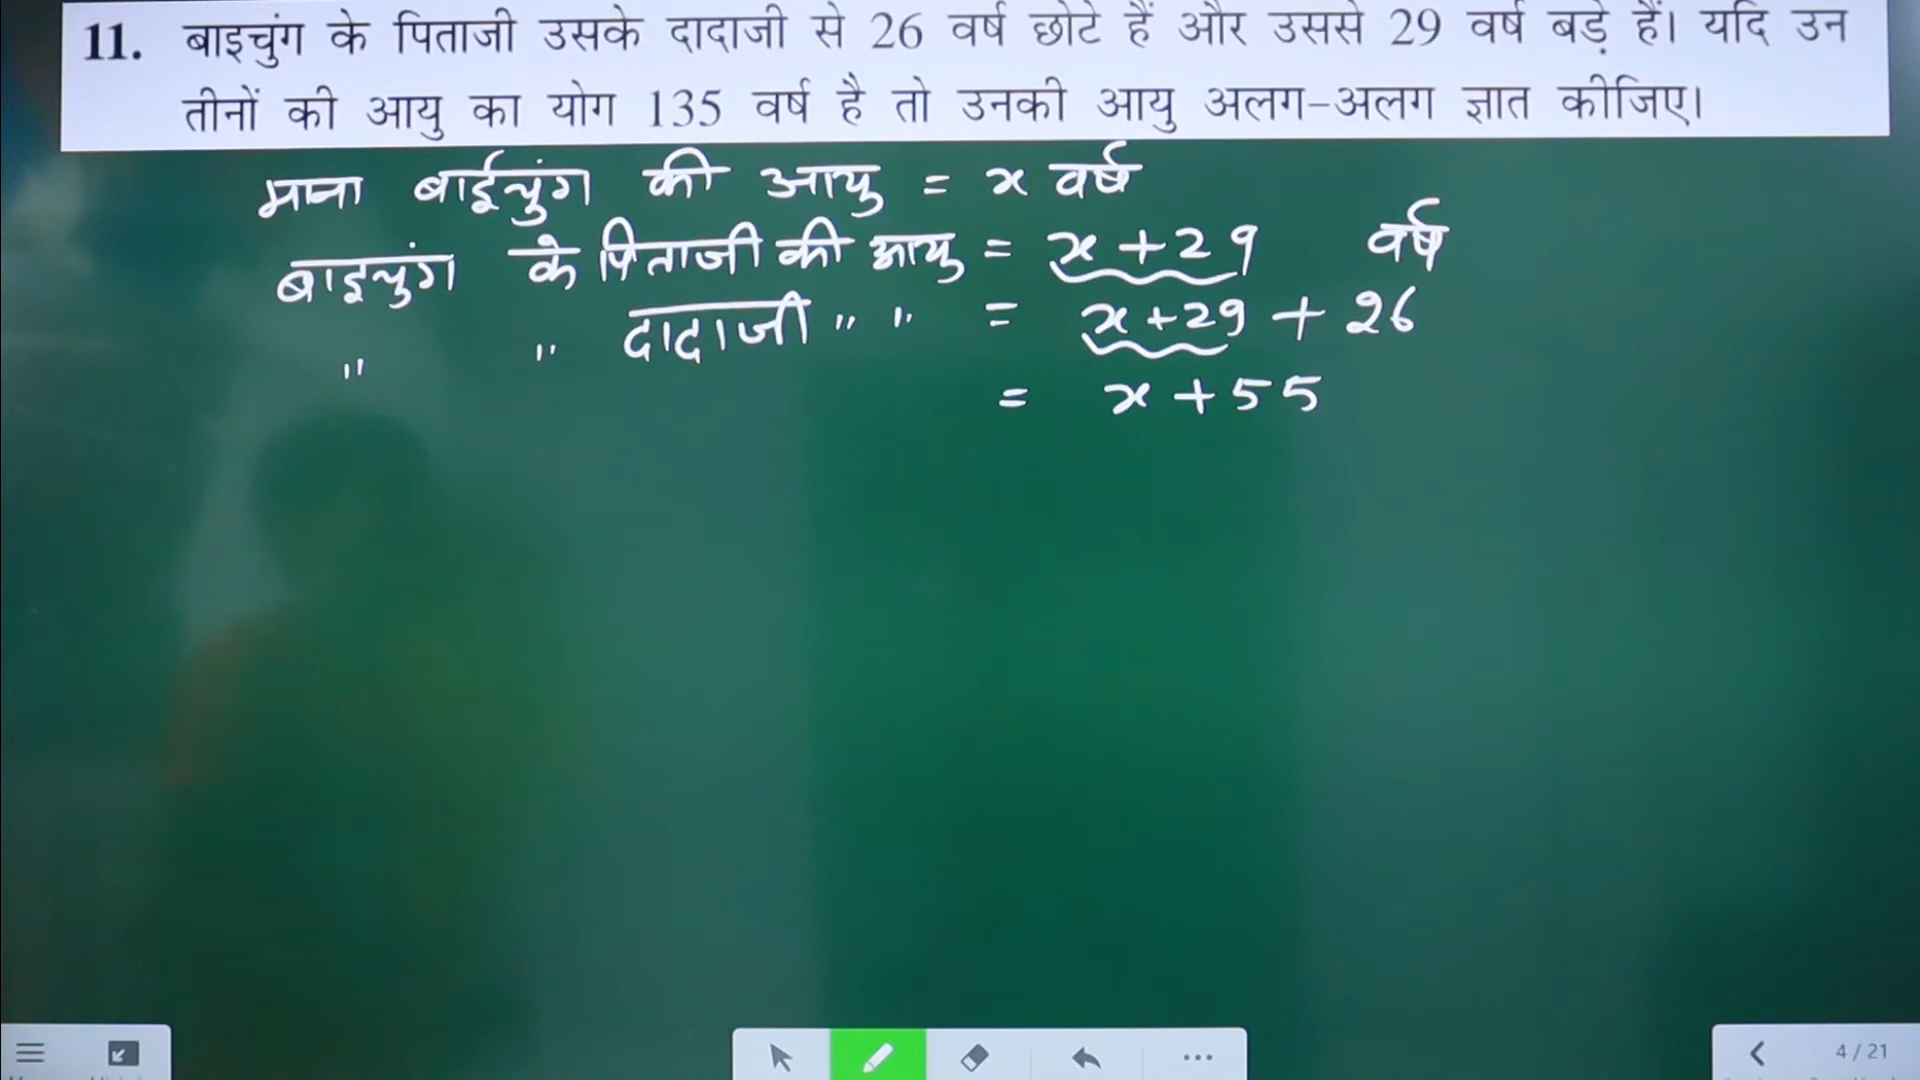 11. बाइचुंग के पिताजी उसके दादाजी से 26 वर्ष छोटे हैं और उससे 29 वर्ष बड़े हैं। यदि उन
तीनों की आयु का योग 135 वर्ष है तो उनकी आयु अलग-अलग ज्ञात कीजिए।
माना बाईचुंग की आयु = x वर्ष
बाइचुंग के पिताजी की आयु = x + 29 वर्ष
" " दादाजी " " = x + 29 + 26
= x + 55
4 / 21